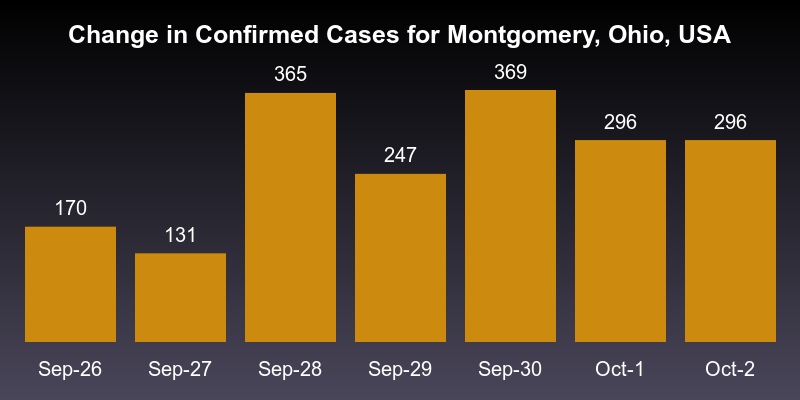 Change in Confirmed Cases for Montgomery, Ohio, USA
170 131 365 247 369 296 296
Sep-26 Sep-27 Sep-28 Sep-29 Sep-30 Oct-1 Oct-2